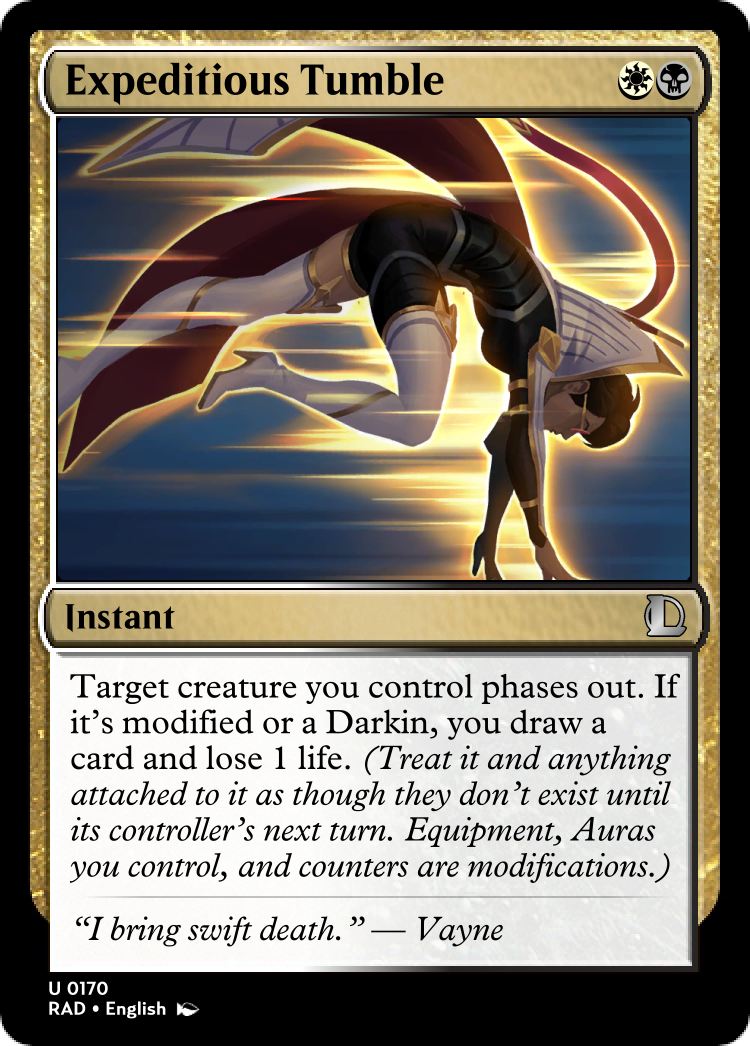 Expeditious Tumble
Instant
Target creature you control phases out. If
it's modified or a Darkin, you draw a
card and lose 1 life. (Treat it and anything
attached to it as though they don't exist until
its controller's next turn. Equipment, Auras
you control, and counters are modifications.)
“I bring swift death.” — Vayne
U 0170
RAD • English